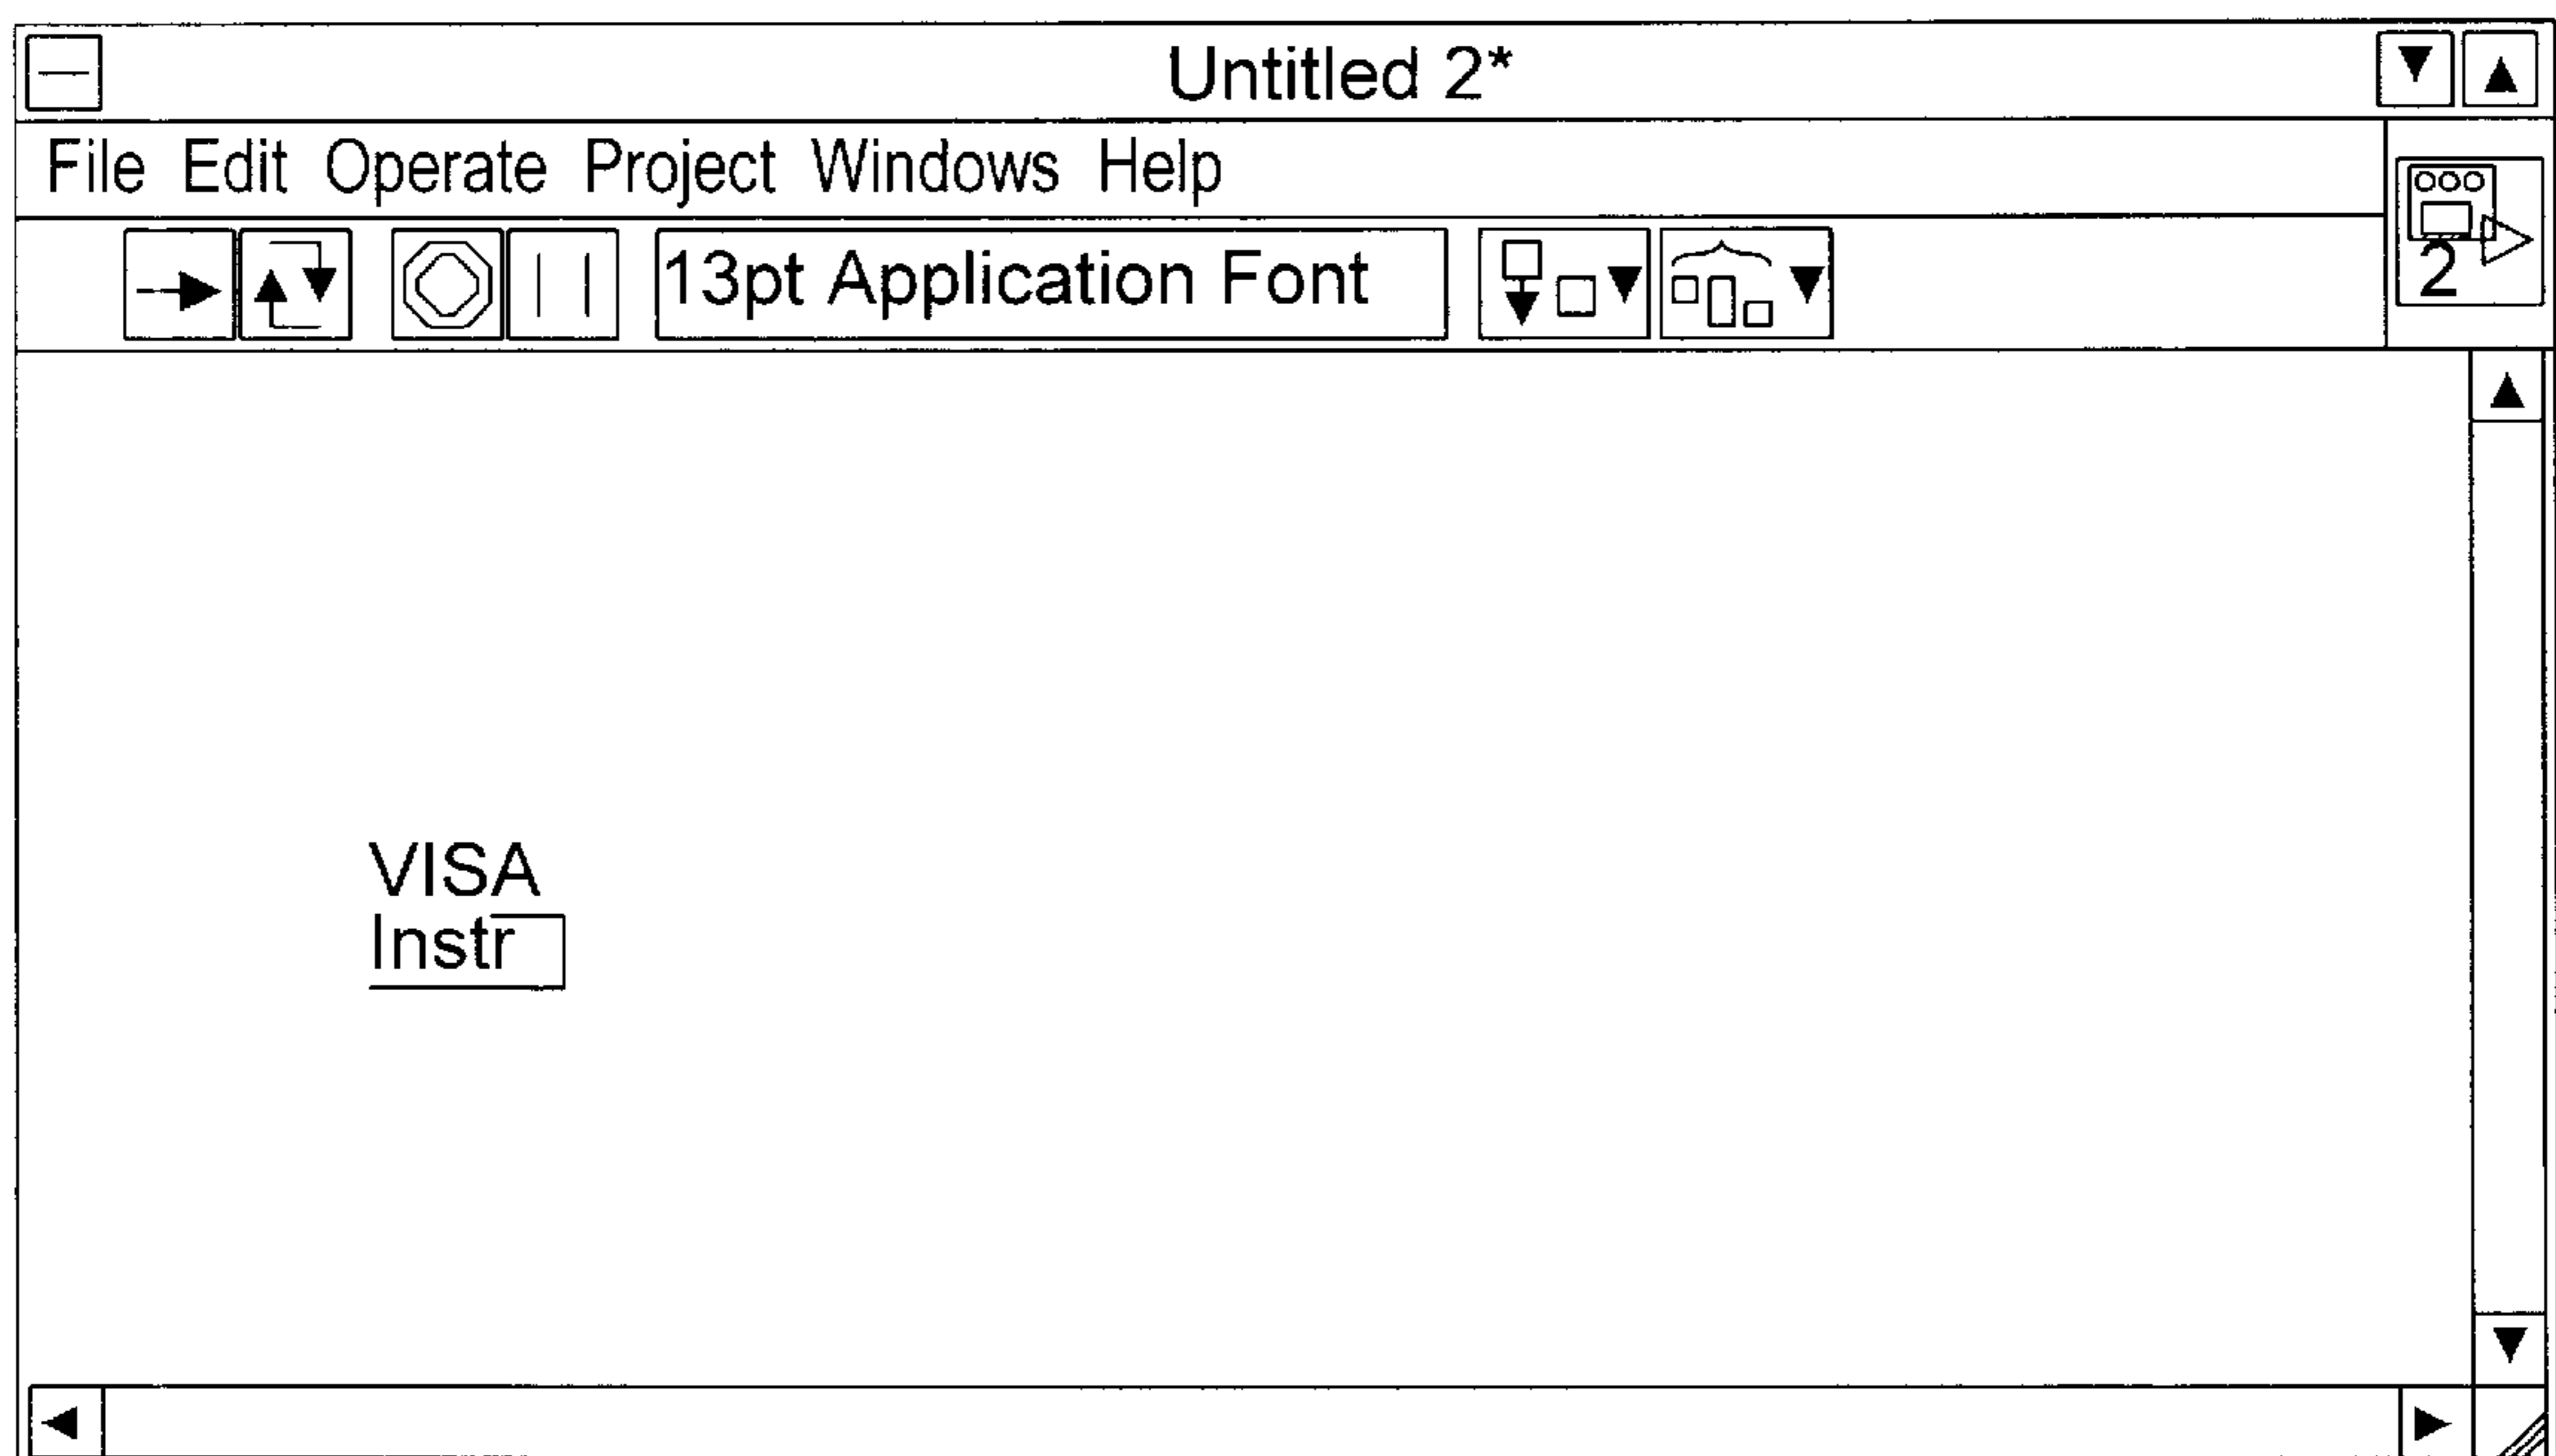 Untitled 2*
File Edit Operate Project Windows Help
13pt Application Font
2
VISA
Instr